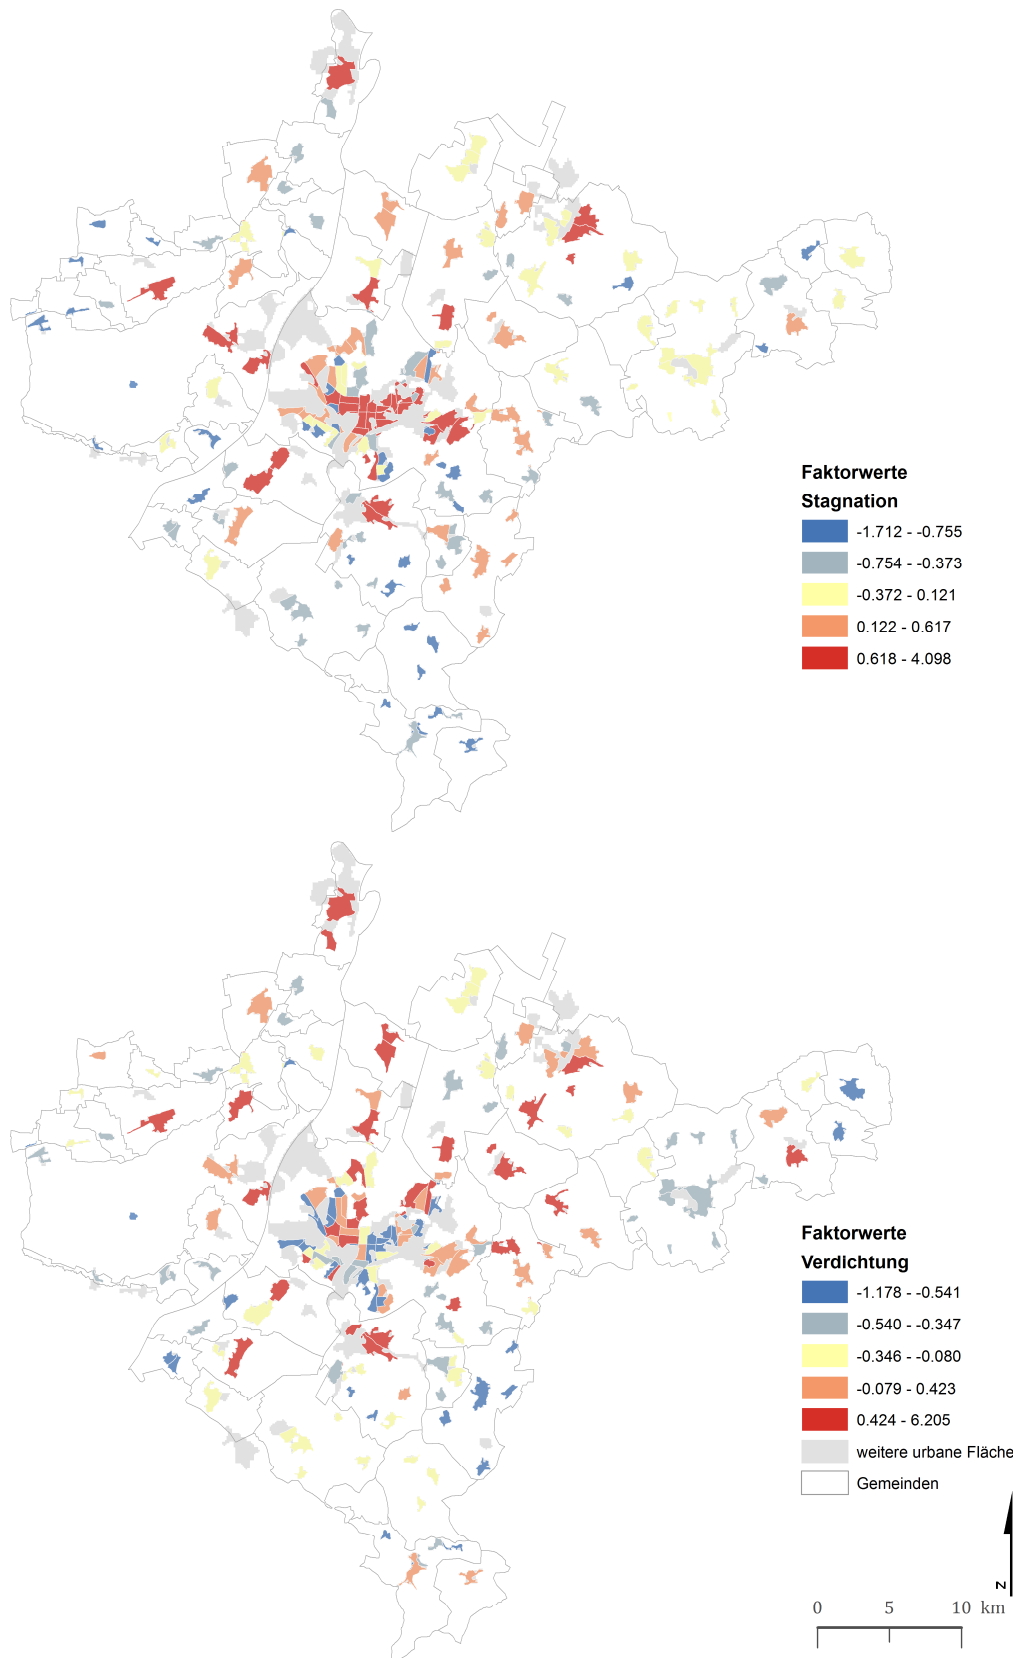 Faktorwerte
Stagnation
-1.712 - -0.755
-0.754 - -0.373
-0.372 - 0.121
0.122 - 0.617
0.618 - 4.098
Faktorwerte
Verdichtung
-1.178 - -0.541
-0.540 - -0.347
-0.346 - -0.080
-0.079 - 0.423
0.424 - 6.205
weitere urbane Fläche
Gemeinden
N
0 5 10 km